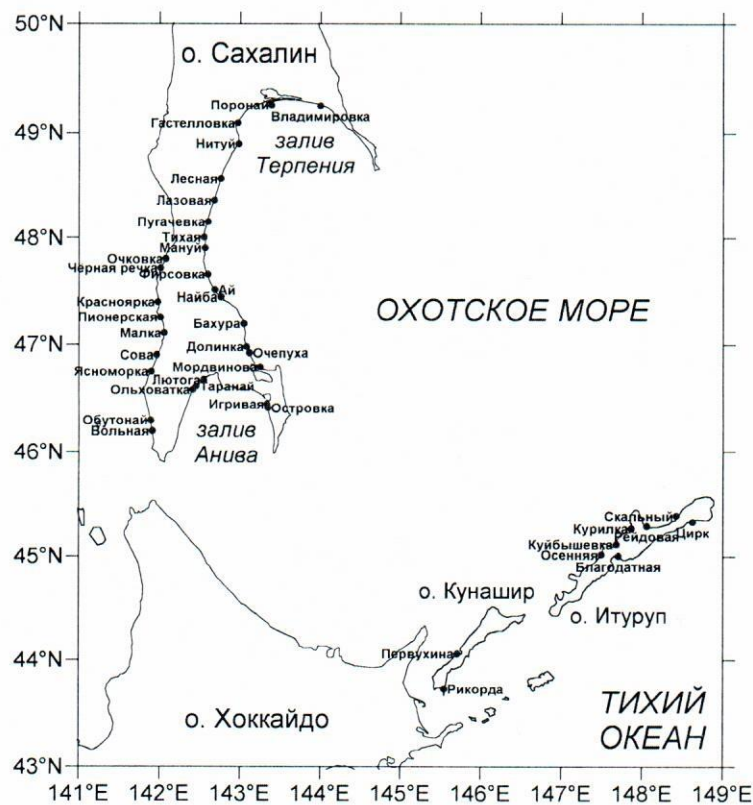 50°N
о. Сахалин
Поронай
Владимировка
49°N
Гастелловка
залив
Терпения
Нитуй
Лесная
Лазовая
Пугачевка
48°N
Тихая
Мануй
Очковка
Черная речка
Фирсовка
Ай
Найба
Красноярка
ОХОТСКОЕ МОРЕ
Пионерская
Бахура
Малка
47°N
Долинка
Очепуха
Сова
Мордвинова
Ясноморка
Лютога
Таранай
Ольховатка
Игривая
Островка
Обутонай
Вольная
залив
Анива
46°N
Скальный
Курилка
Рейдовая
Цирк
Куйбышевка
Осенняя
Благодатная
45°N
о. Кунашир
о. Итуруп
44°N
Первухина
Рикорда
о. Хоккайдо
ТИХИЙ
ОКЕАН
43°N
141°E 142°E 143°E 144°E 145°E 146°E 147°E 148°E 149°E